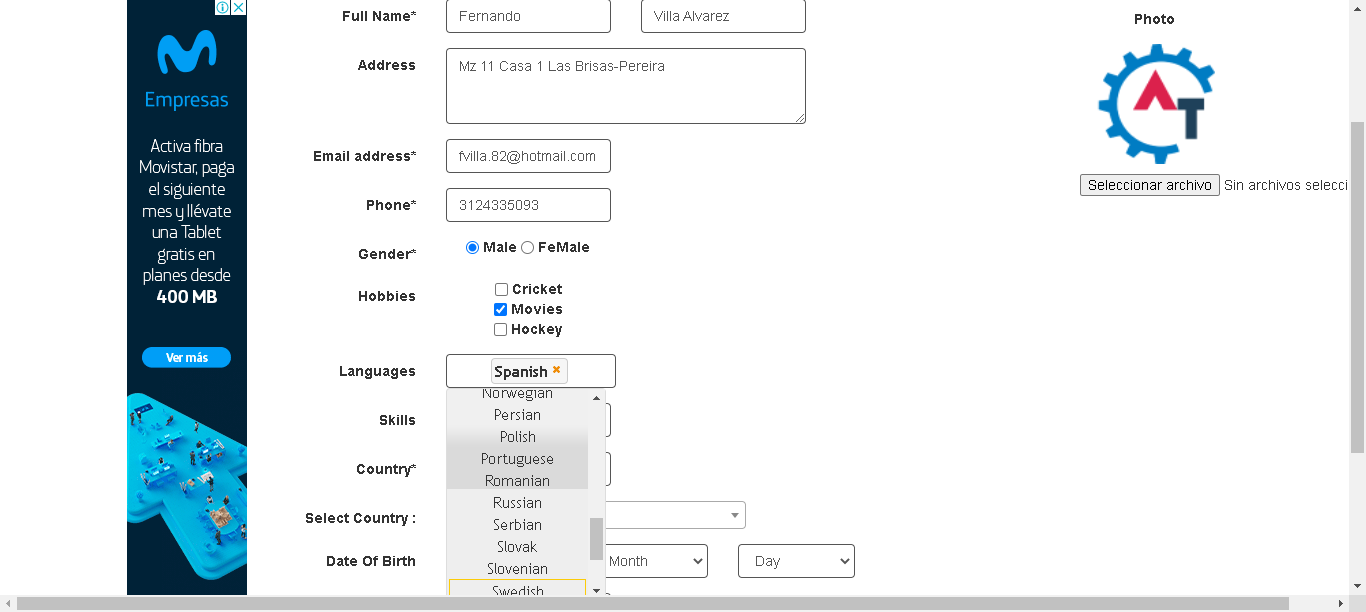 Empresas
Activa fibra
Movistar, paga
el siguiente
mes y llévate
una Tablet
gratis en
planes desde
400 MB
Ver más
Full Name* Fernando Villa Alvarez
Address Mz 11 Casa 1 Las Brisas-Pereira
Email address* fvilla.82@hotmail.com
Phone* 3124335093
Gender* Male FeMale
Hobbies Cricket
Movies
Hockey
Languages Spanish
Norwegian
Persian
Skills
Polish
Portuguese
Country*
Romanian
Russian
Select Country :
Serbian
Slovak
Date Of Birth Month Day
Slovenian
Swedish
Photo
AT
Seleccionar archivo Sin archivos selecci